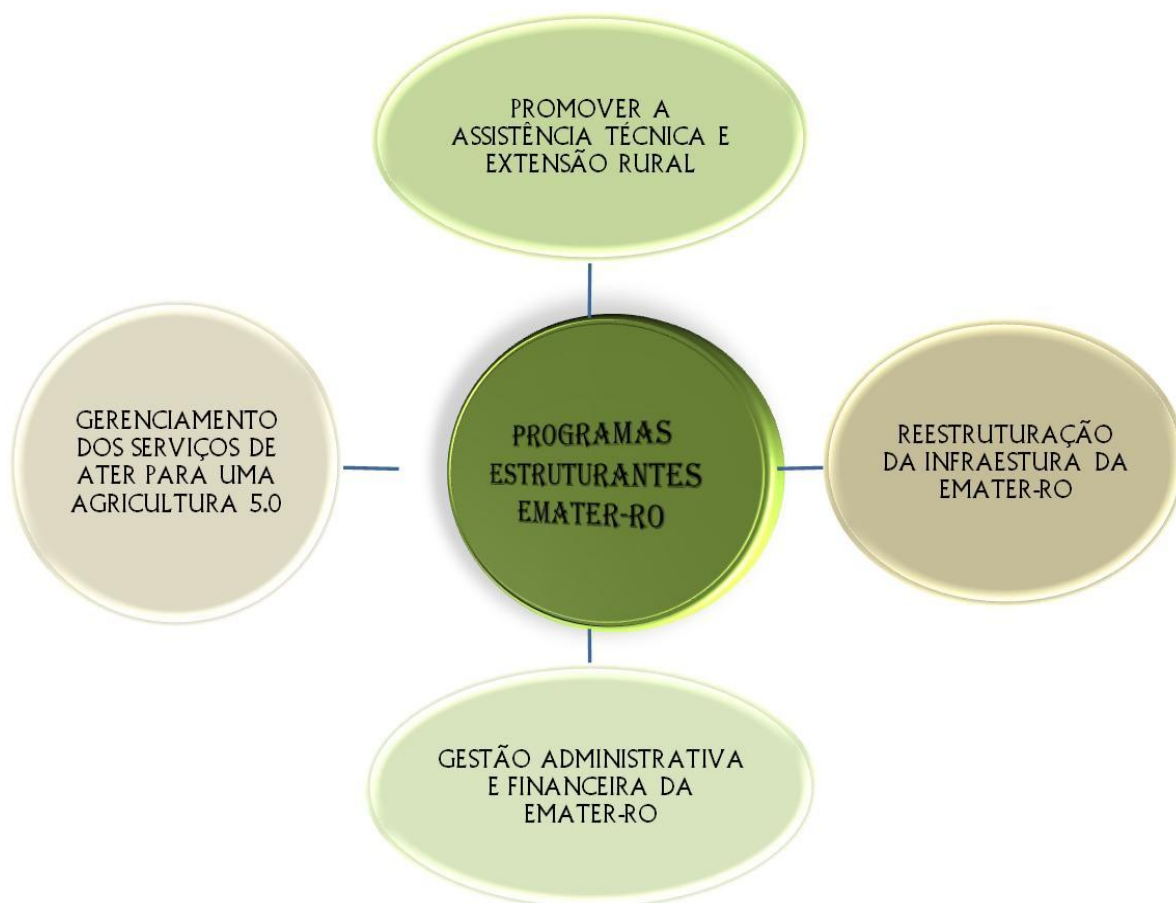 PROMOVER A
ASSISTÊNCIA TÉCNICA E
EXTENSÃO RURAL
GERENCIAMENTO
DOS SERVIÇOS DE
ATER PARA UMA
AGRICULTURA 5.0
PROGRAMAS
ESTRUTURANTES
EMATER-RO
REESTRUTURAÇÃO
DA INFRAESTURA DA
EMATER-RO
GESTÃO ADMINISTRATIVA
E FINANCEIRA DA
EMATER-RO